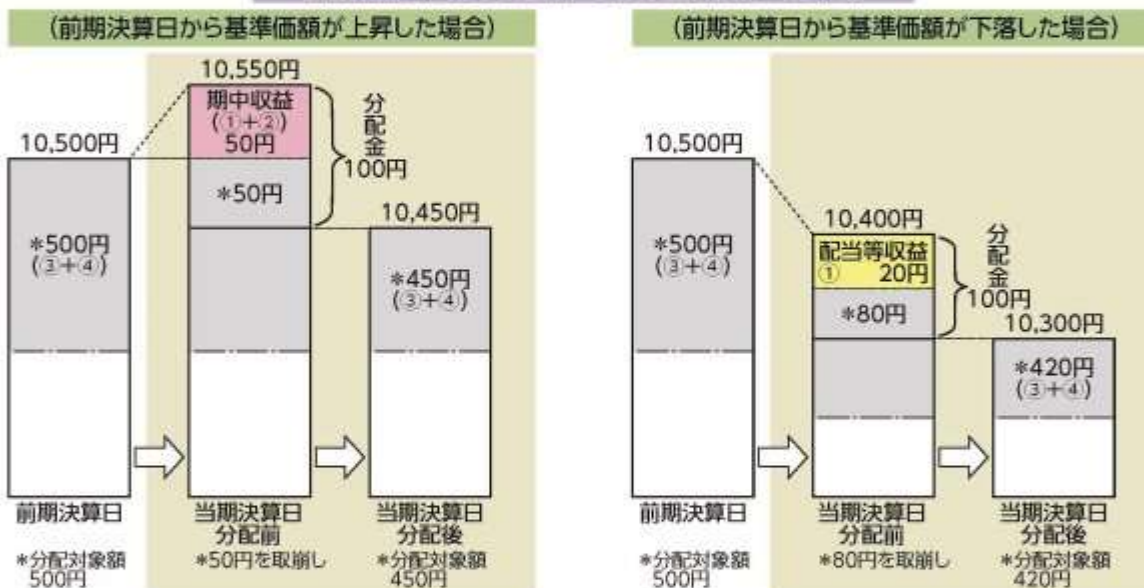 (前期決算日から基準価額が上昇した場合)
10,550円
期中収益
(①+②)
50円
分配金
100円
10,500円
*50円
10,450円
*500円
(③+④)
*450円
(③+④)
前期決算日
当期決算日
分配前
当期決算日
分配後
*分配対象額
500円
*50円を取崩し
*分配対象額
450円
(前期決算日から基準価額が下落した場合)
10,500円
10,400円
*500円
(③+④)
配当等収益
① 20円
分配金
100円
*80円
10,300円
*420円
(③+④)
前期決算日
当期決算日
分配前
当期決算日
分配後
*分配対象額
500円
*80円を取崩し
*分配対象額
420円